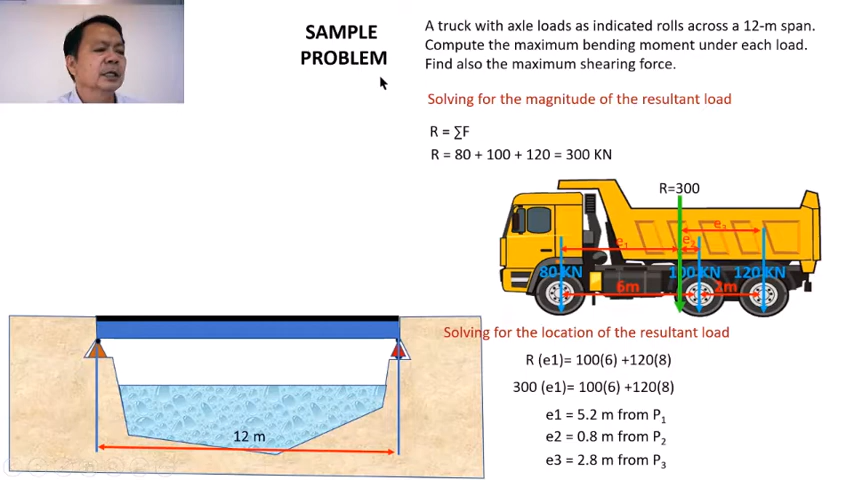 SAMPLE
PROBLEM
A truck with axle loads as indicated rolls across a 12-m span.
Compute the maximum bending moment under each load.
Find also the maximum shearing force.
Solving for the magnitude of the resultant load
R = ∑F
R = 80 + 100 + 120 = 300 KN
R=300
e₃
e₁
e₂
80 KN
100 KN
120 KN
6m
2m
Solving for the location of the resultant load
R (e1)= 100(6) +120(8)
300 (e1)= 100(6) +120(8)
e1 = 5.2 m from P₁
e2 = 0.8 m from P₂
e3 = 2.8 m from P₃
12 m